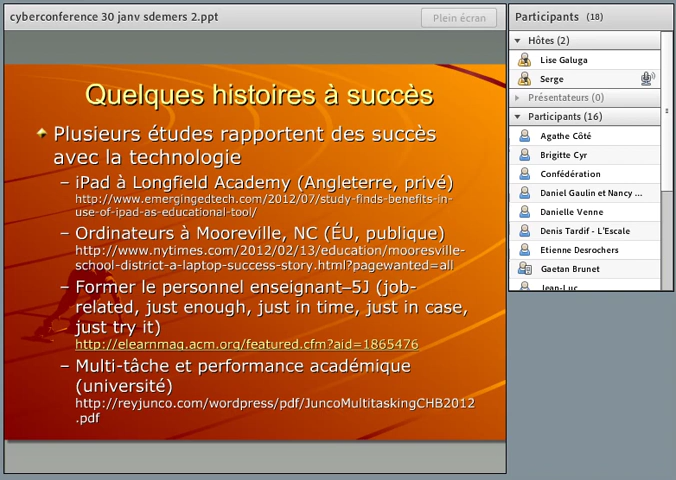 cyberconference 30 janv sdemers 2.ppt
Plein écran
Quelques histoires à succès
Plusieurs études rapportent des succès
avec la technologie
– iPad à Longfield Academy (Angleterre, privé)
http://www.emergingedtech.com/2012/07/study-finds-benefits-in-
use-of-ipad-as-educational-tool/
– Ordinateurs à Mooreville, NC (ÉU, publique)
http://www.nytimes.com/2012/02/13/education/mooresville-
school-district-a-laptop-success-story.html?pagewanted=all
– Former le personnel enseignant–5J (job-
related, just enough, just in time, just in case,
just try it)
http://elearnmag.acm.org/featured.cfm?aid=1865476
– Multi-tâche et performance académique
(université)
http://reyjunco.com/wordpress/pdf/JuncoMultitaskingCHB2012
.pdf
Participants (18)
Hôtes (2)
Lise Galuga
Serge
Présentateurs (0)
Participants (16)
Agathe Côté
Brigitte Cyr
Confédération
Daniel Gaulin et Nancy ...
Danielle Venne
Denis Tardif - L'Escale
Etienne Desrochers
Gaetan Brunet
Jean-Luc